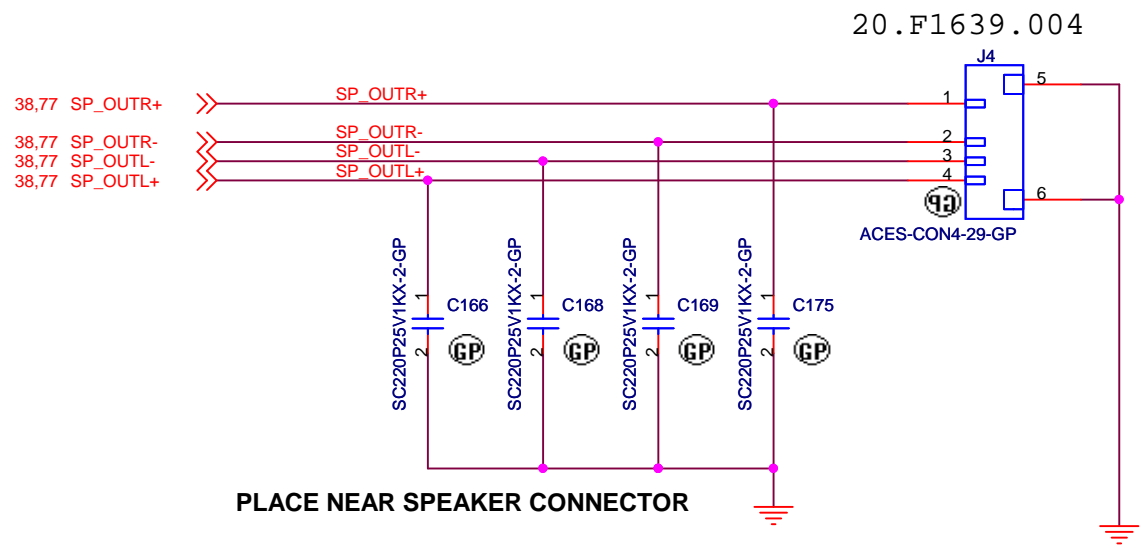 20.F1639.004
J4
38,77 SP_OUTR+ SP_OUTR+ 1 5
38,77 SP_OUTR- SP_OUTR- 2
38,77 SP_OUTL- SP_OUTL- 3
38,77 SP_OUTL+ SP_OUTL+ 4 6
GP
ACES-CON4-29-GP
SC220P25V1KX-2-GP 1 2 C166 GP
SC220P25V1KX-2-GP 1 2 C168 GP
SC220P25V1KX-2-GP 1 2 C169 GP
SC220P25V1KX-2-GP 1 2 C175 GP
PLACE NEAR SPEAKER CONNECTOR